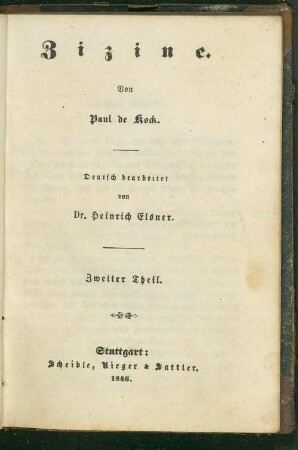 Zizine.
Von
Paul de Kock.
Deutsch bearbeitet
von
Dr. Heinrich Elsner.
Zweiter Theil.
Stuttgart:
Scheible, Rieger & Sattler.
1846.